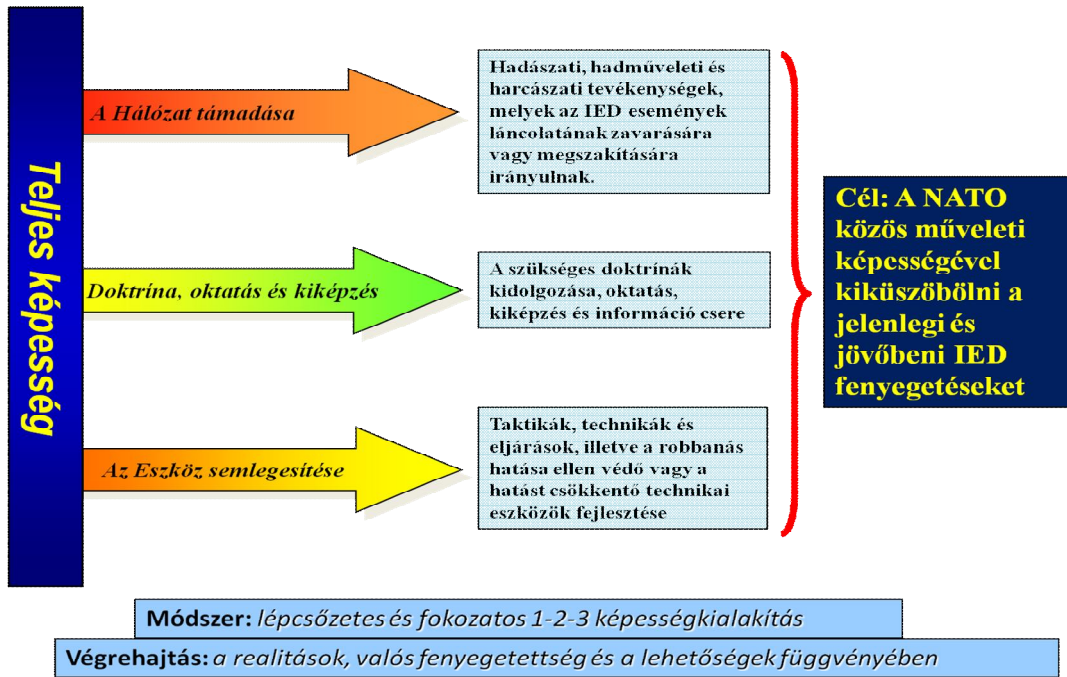 Teljes képesség
A Hálózat támadása
Hadászati, hadműveleti és
harcászati tevékenységek,
melyek az IED események
láncolatának zavarására
vagy megszakítására
irányulnak.
Doktrína, oktatás és kiképzés
A szükséges doktrínák
kidolgozása, oktatás,
kiképzés és információ csere
Az Eszköz semlegesítése
Taktikák, technikák és
eljárások, illetve a robbanás
hatása ellen védő vagy a
hatást csökkentő technikai
eszközök fejlesztése
Cél: A NATO
közös műveleti
képességével
kiküszöbölni a
jelenlegi és
jövőbeni IED
fenyegetéseket
Módszer: lépcsőzetes és fokozatos 1-2-3 képességkialakítás
Végrehajtás: a realitások, valós fenyegetettség és a lehetőségek függvényében